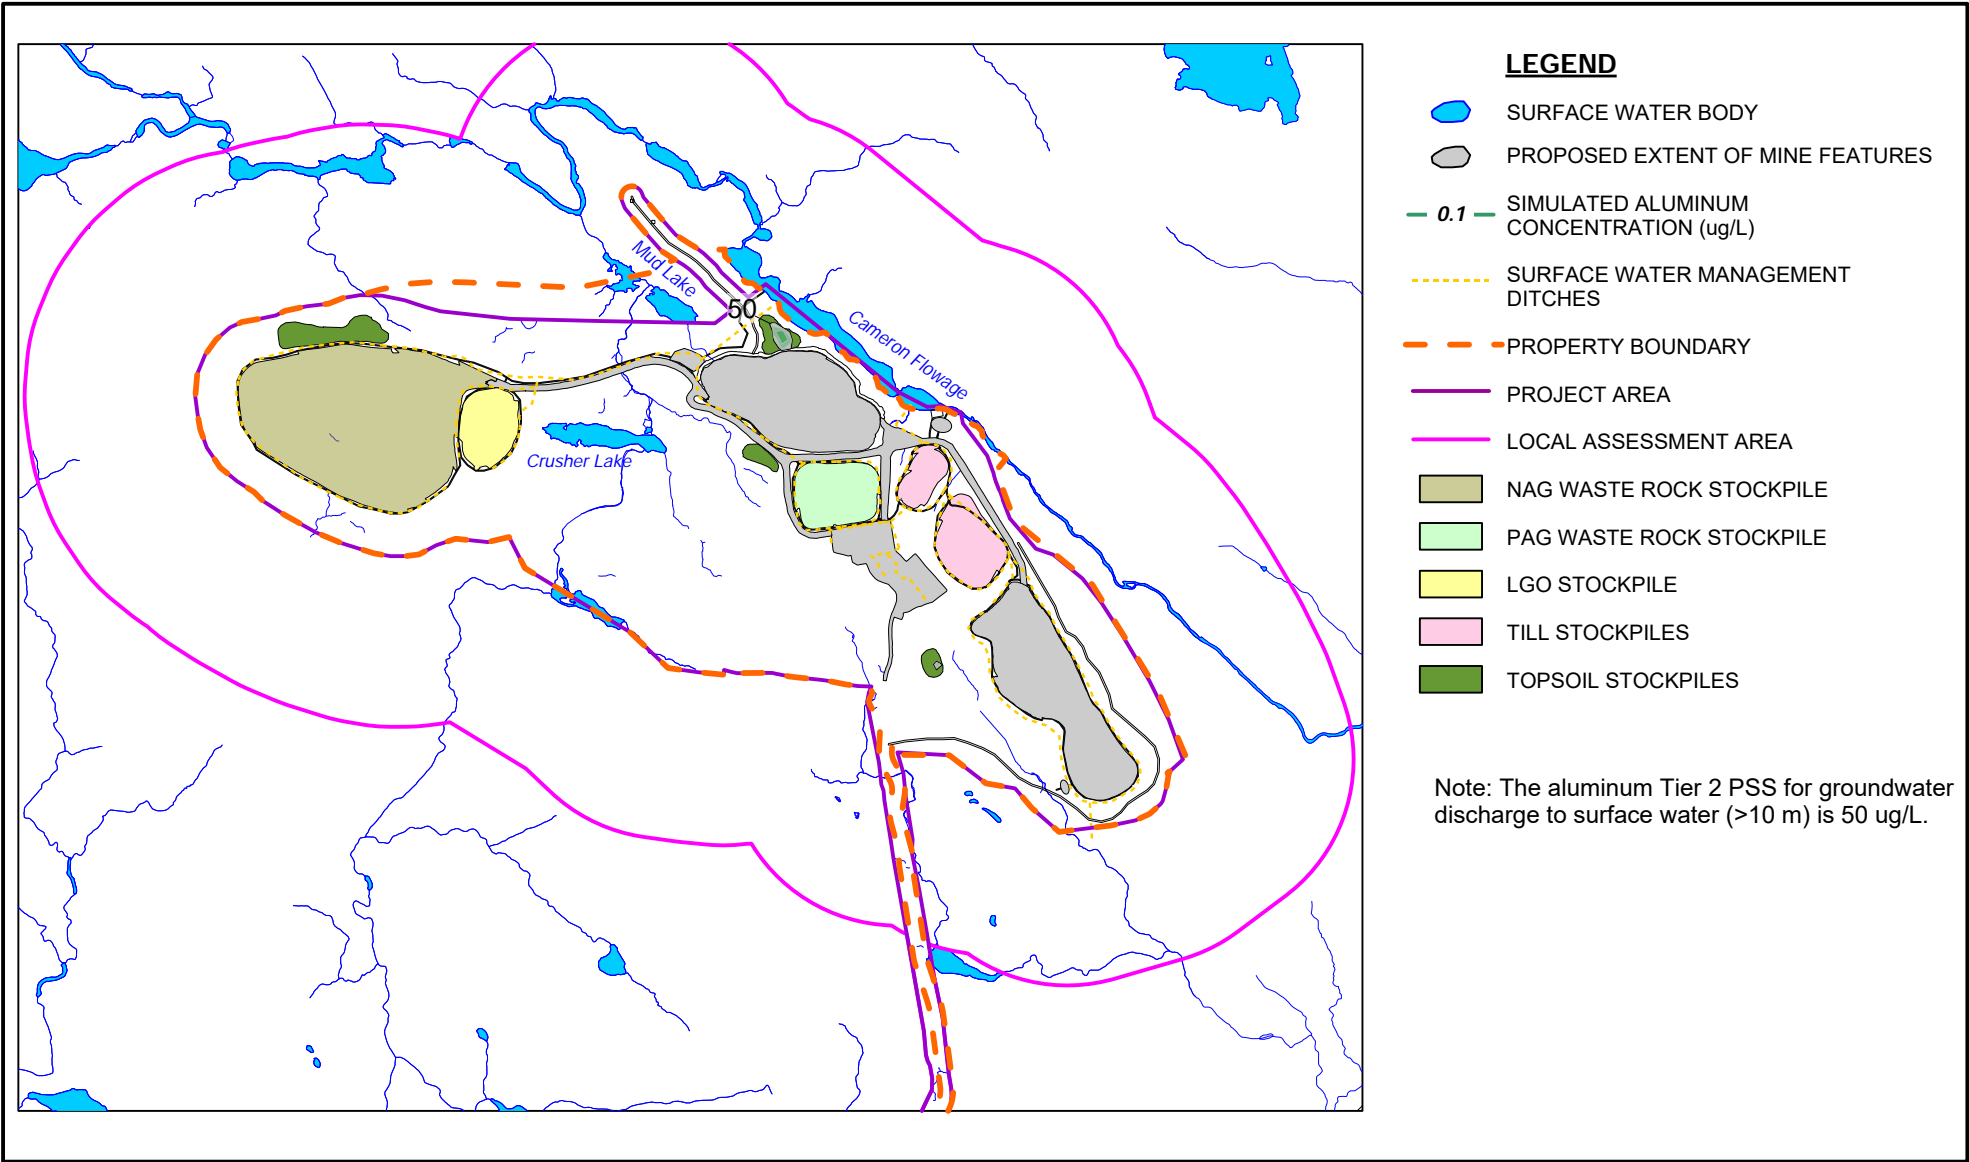 LEGEND
SURFACE WATER BODY
PROPOSED EXTENT OF MINE FEATURES
0.1
SIMULATED ALUMINUM
CONCENTRATION (ug/L)
SURFACE WATER MANAGEMENT
DITCHES
PROPERTY BOUNDARY
PROJECT AREA
LOCAL ASSESSMENT AREA
NAG WASTE ROCK STOCKPILE
PAG WASTE ROCK STOCKPILE
LGO STOCKPILE
TILL STOCKPILES
TOPSOIL STOCKPILES
Note: The aluminum Tier 2 PSS for groundwater
discharge to surface water (>10 m) is 50 ug/L.
Mud Lake
50
Cameron Flowage
Crusher Lake